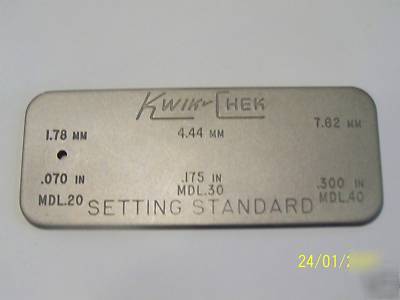 KWIK-CHEK
1.78 MM
4.44 MM
7.62 MM
.070 IN
.175 IN
.300 IN
MDL.20
MDL.30
MDL.40
SETTING STANDARD
24/01/2